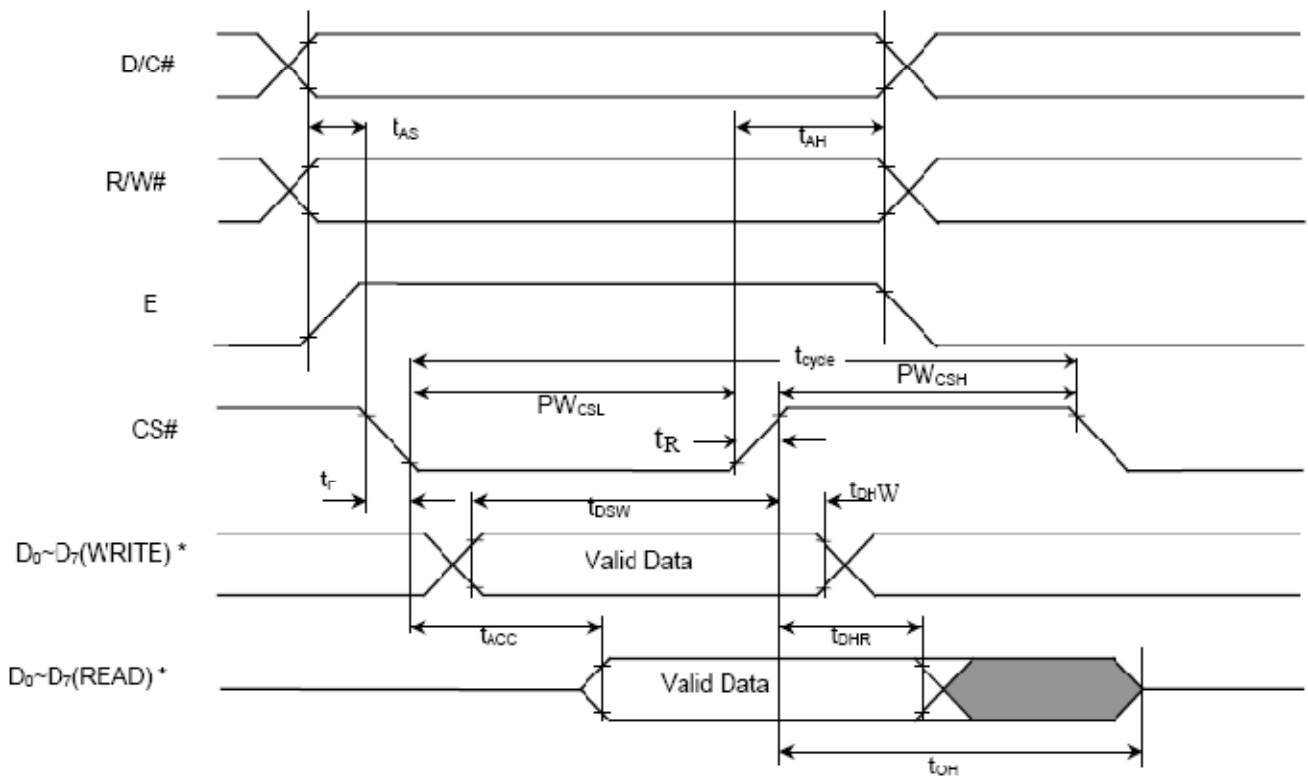 D/C#
tAS
tAH
R/W#
E
tcycle
PWCSL
PWCSH
CS#
tR
tF
tDSW
tDHW
D0~D7(WRITE) *
Valid Data
tACC
tDHR
D0~D7(READ) *
Valid Data
tOH